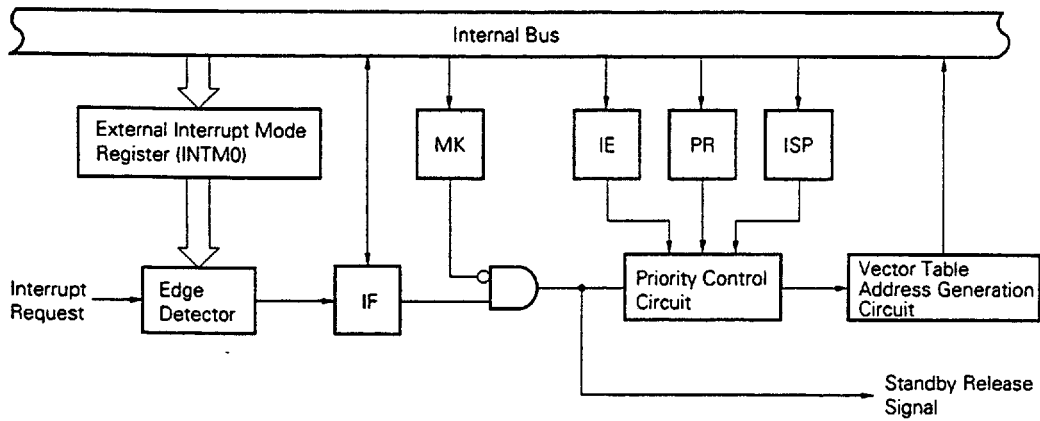 Internal Bus
External Interrupt Mode
Register (INTM0)
MK
IE
PR
ISP
Interrupt
Request
Edge
Detector
IF
Priority Control
Circuit
Vector Table
Address Generation
Circuit
Standby Release
Signal